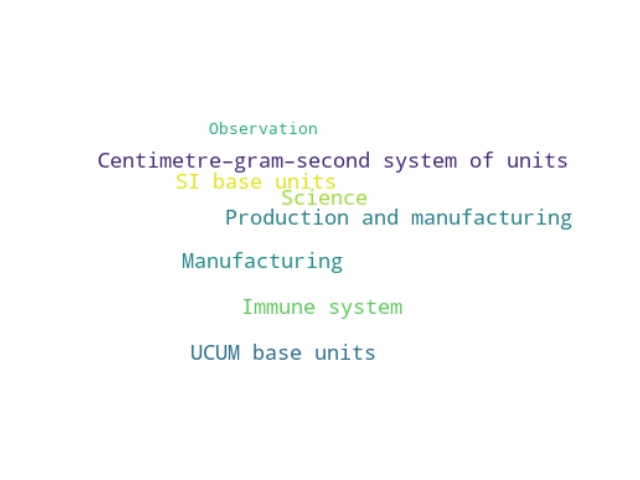 Observation
Centimetre–gram–second system of units
SI base units
Science
Production and manufacturing
Manufacturing
Immune system
UCUM base units